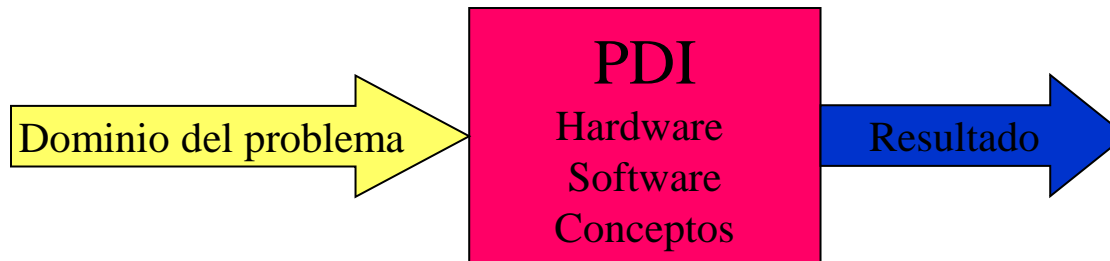 Dominio del problema
PDI
Hardware
Software
Conceptos
Resultado